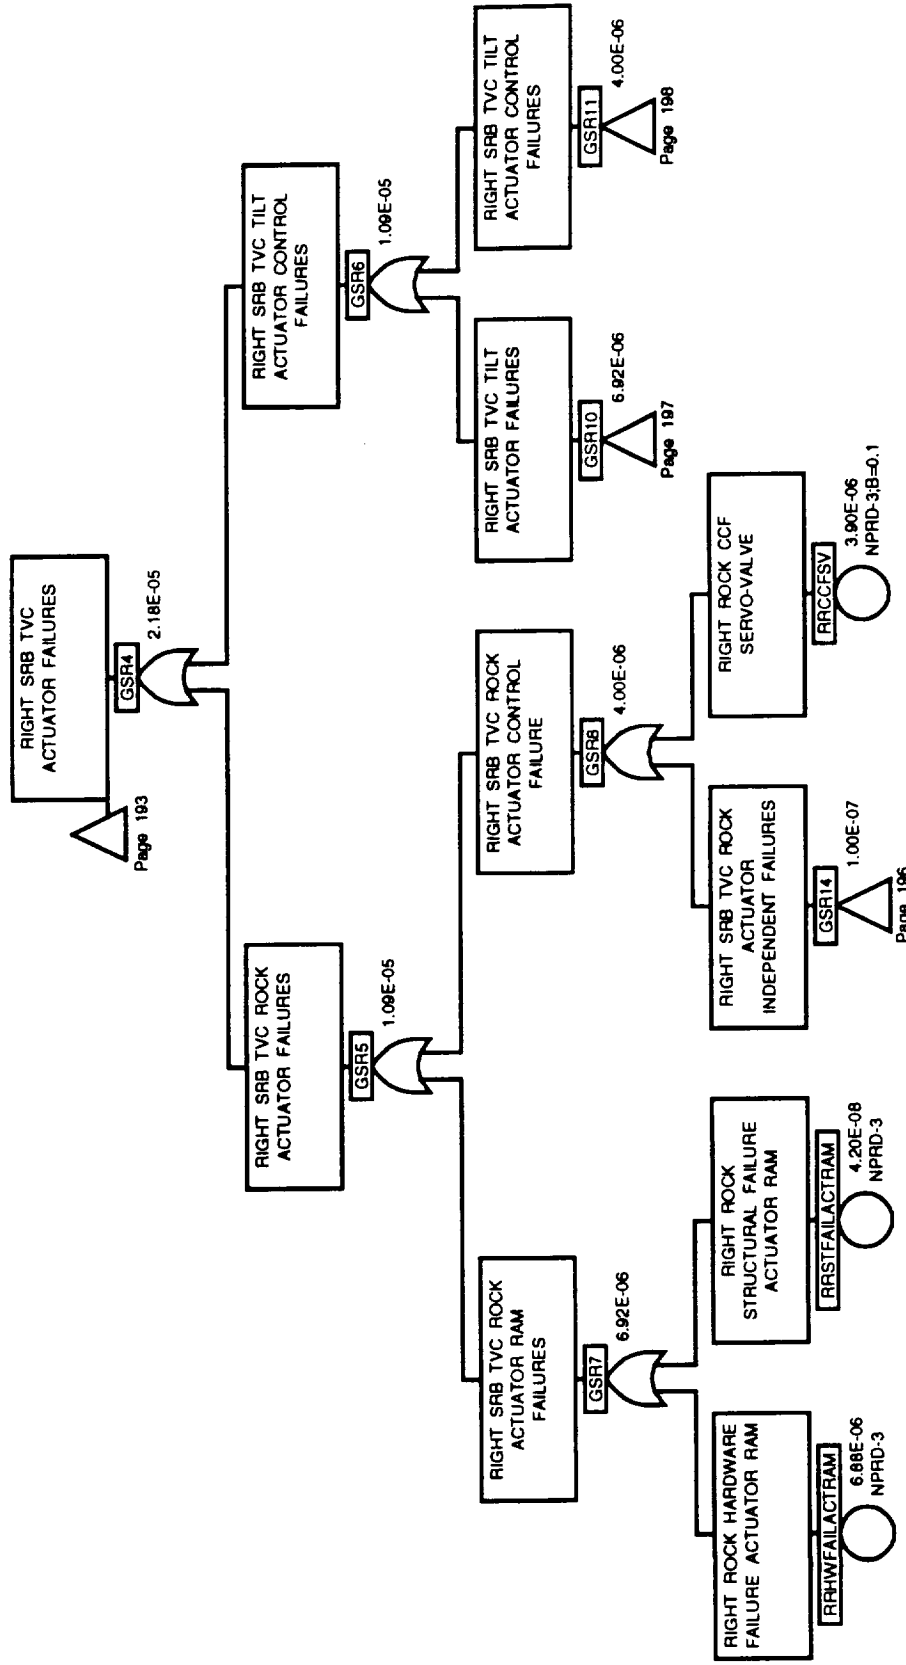 RIGHT SRB TVC
ACTUATOR FAILURES
GSR4
2.18E-05
Page 193
RIGHT SRB TVC ROCK
ACTUATOR FAILURES
GSR5
1.09E-05
RIGHT SRB TVC TILT
ACTUATOR CONTROL
FAILURES
GSR6
1.09E-05
RIGHT SRB TVC ROCK
ACTUATOR RAM
FAILURES
GSR7
6.92E-06
RIGHT SRB TVC ROCK
ACTUATOR CONTROL
FAILURE
GSR8
4.00E-06
RIGHT SRB TVC TILT
ACTUATOR FAILURES
GSR10
6.92E-06
Page 197
RIGHT SRB TVC TILT
ACTUATOR CONTROL
FAILURES
GSR11
4.00E-06
Page 198
RIGHT ROCK HARDWARE
FAILURE ACTUATOR RAM
RRHWFAILACTRAM
6.88E-06
NPRD-3
RIGHT ROCK
STRUCTURAL FAILURE
ACTUATOR RAM
RRSTFAILACTRAM
4.20E-08
NPRD-3
RIGHT SRB TVC ROCK
ACTUATOR
INDEPENDENT FAILURES
GSR14
1.00E-07
Page 196
RIGHT ROCK CCF
SERVO-VALVE
RRCCFSV
3.90E-06
NPRD-3;B=0.1